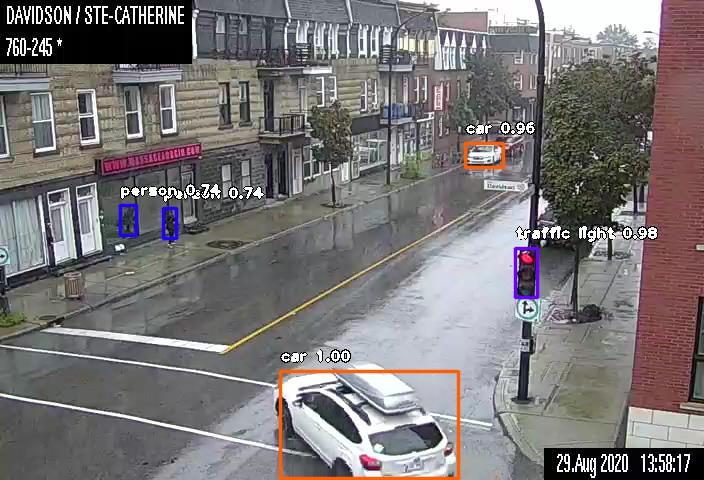 DAVIDSON / STE-CATHERINE
760-245 *
car 0.96
person 0.74
0.74
Davidson
traffic light 0.98
car 1.00
29.Aug 2020 13:58:17